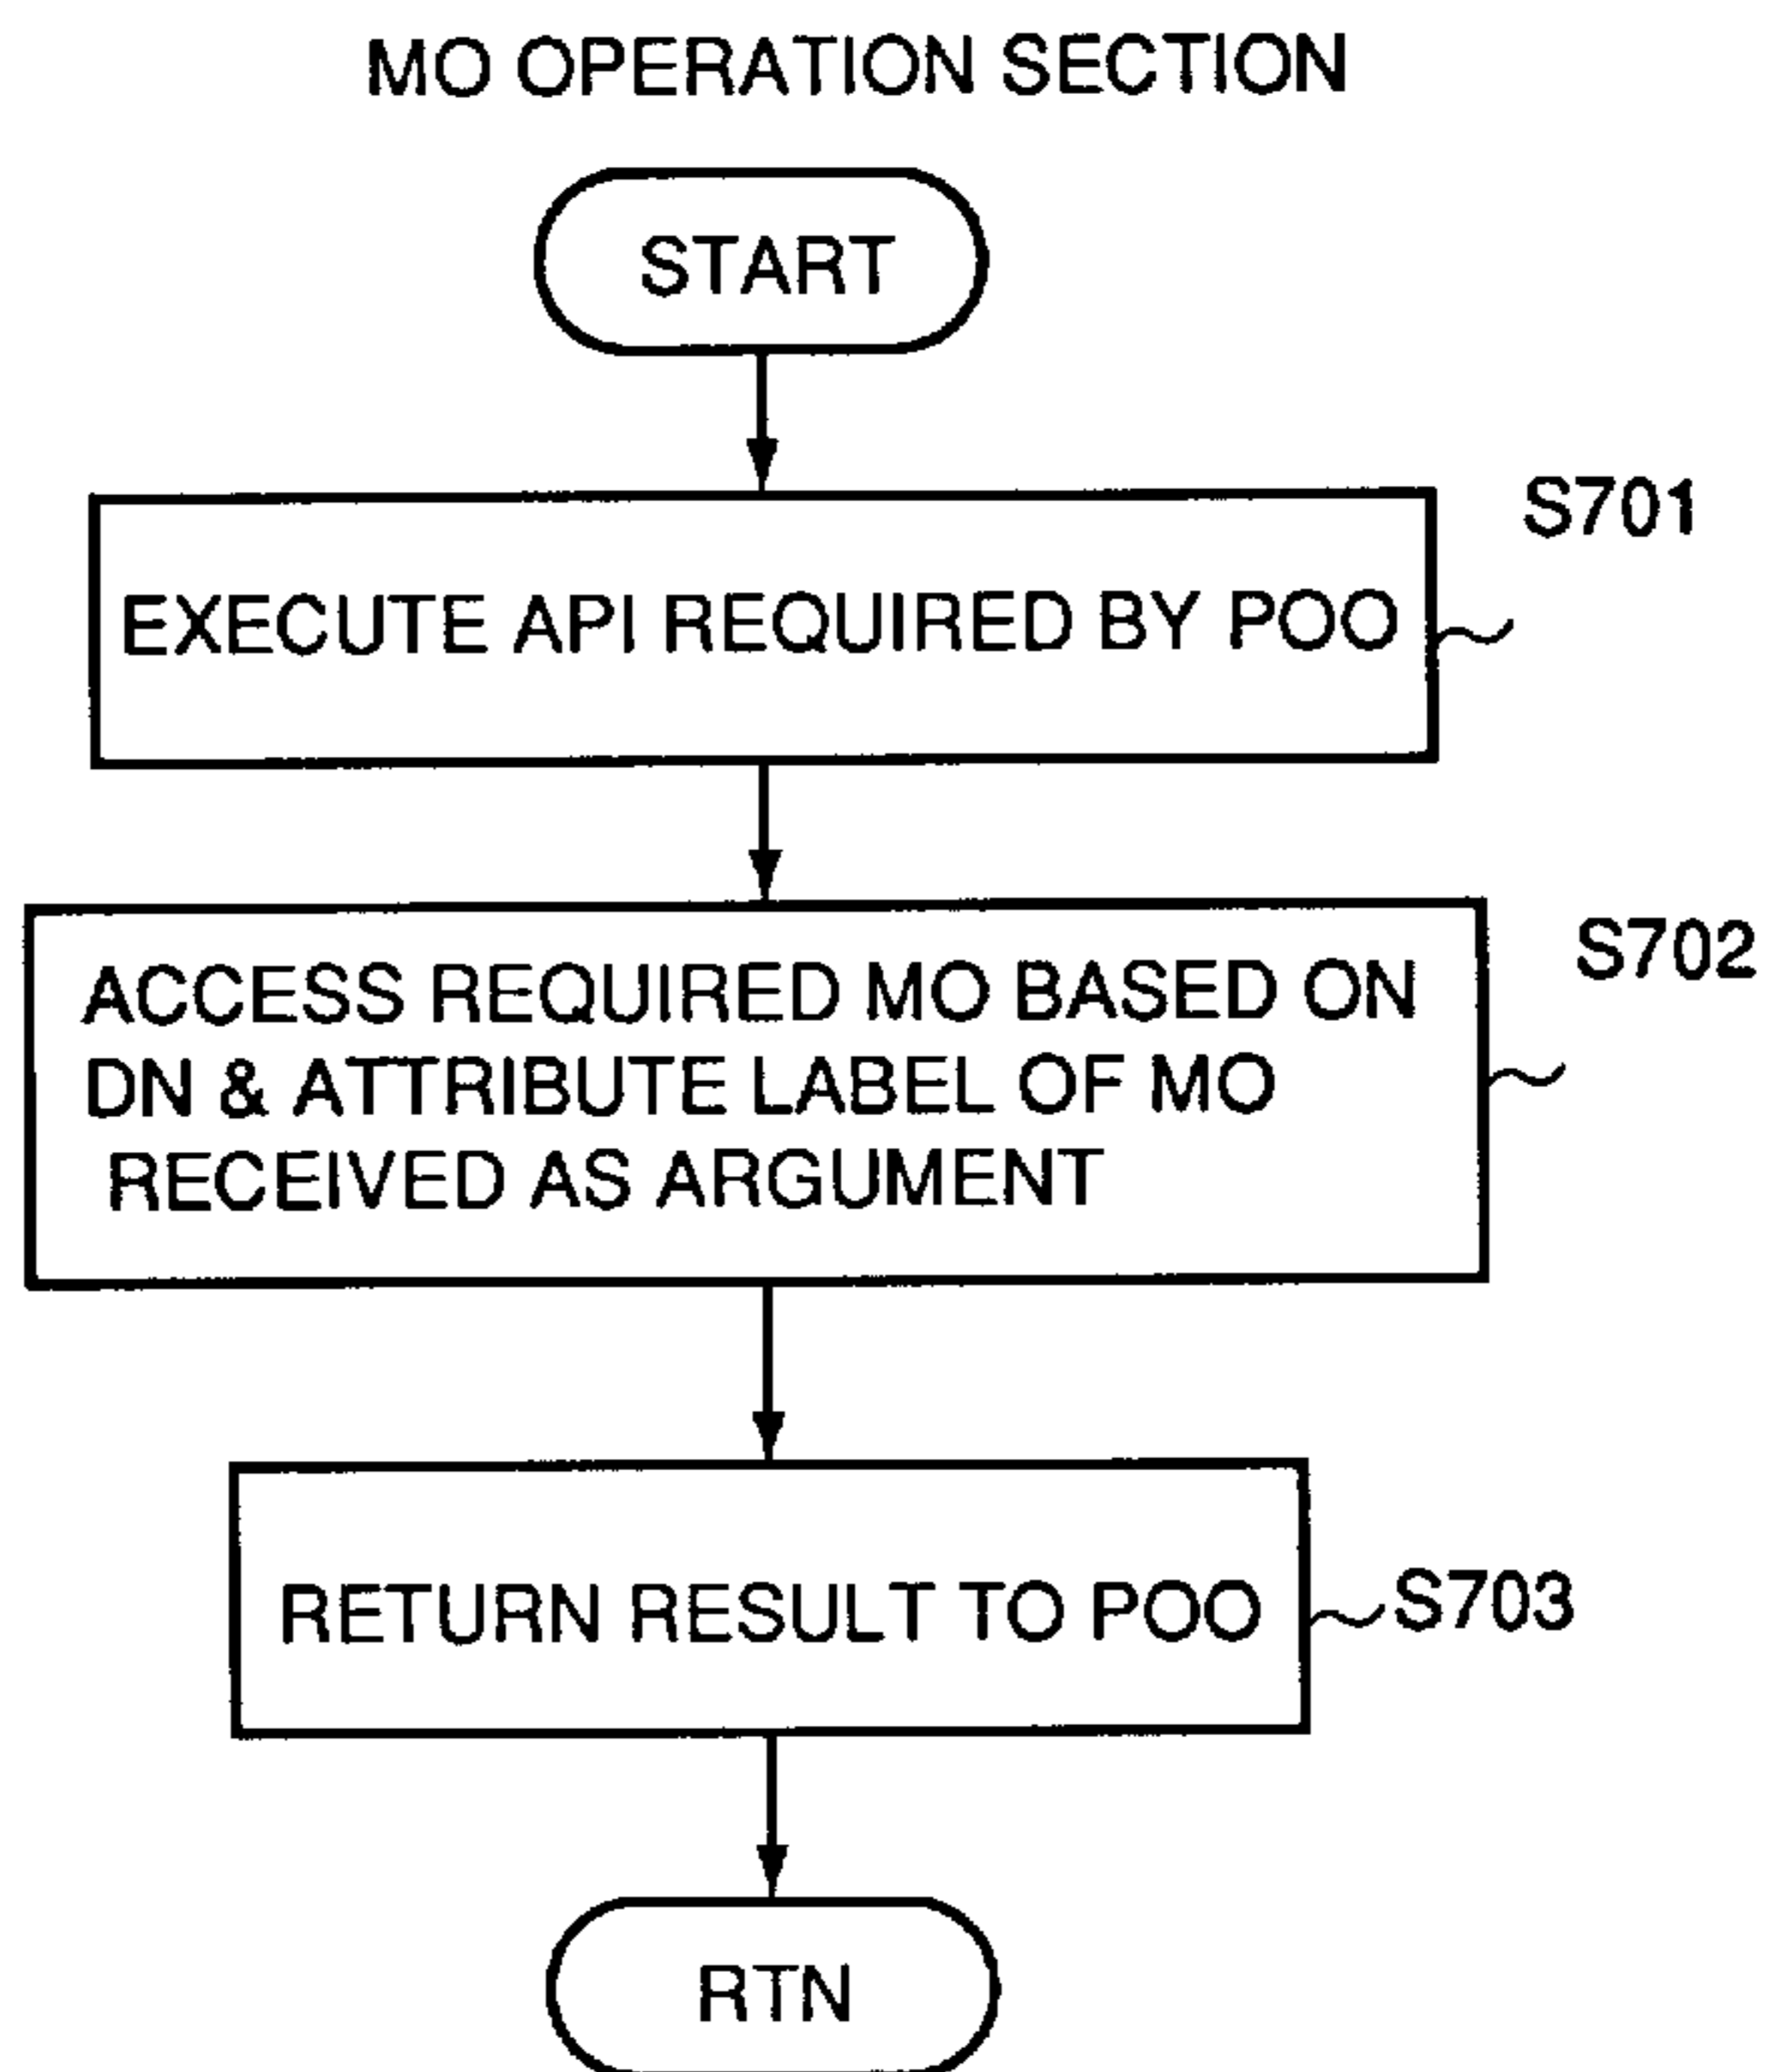 MO OPERATION SECTION
START
S701
EXECUTE API REQUIRED BY POO
S702
ACCESS REQUIRED MO BASED ON
DN & ATTRIBUTE LABEL OF MO
RECEIVED AS ARGUMENT
RETURN RESULT TO POO
S703
RTN